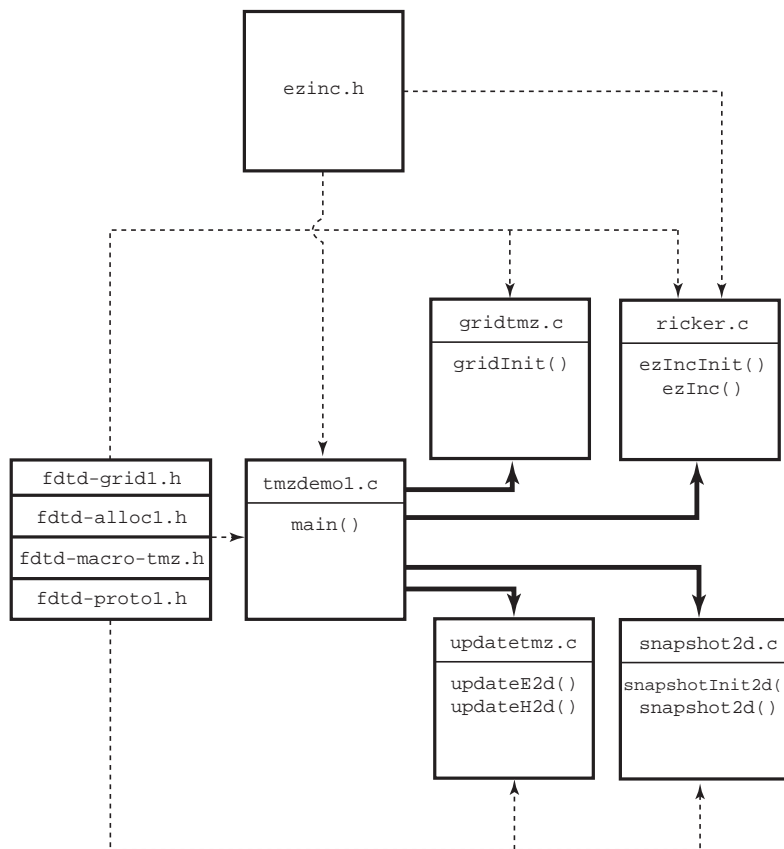 ezinc.h
gridtmz.c
gridInit()
ricker.c
ezIncInit()
ezInc()
fdtd-grid1.h
fdtd-alloc1.h
fdtd-macro-tmz.h
fdtd-proto1.h
tmzdemo1.c
main()
updatetmz.c
updateE2d()
updateH2d()
snapshot2d.c
snapshotInit2d(
snapshot2d()